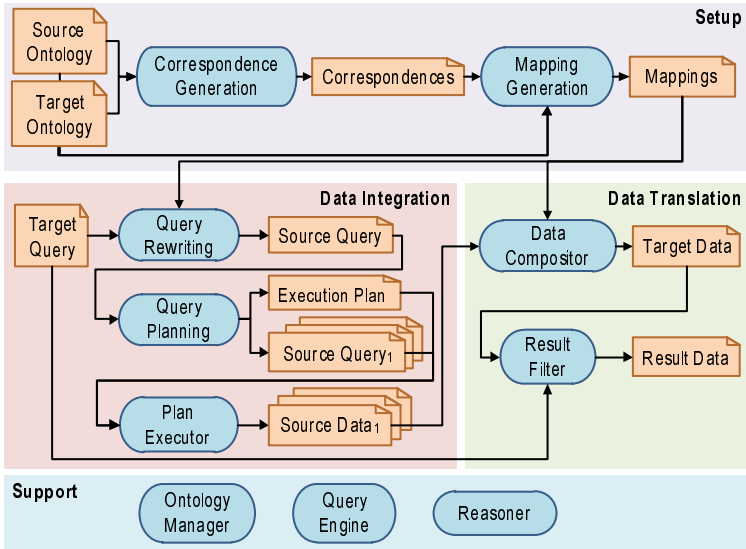 Setup
Source
Ontology
Target
Ontology
Correspondence
Generation
Correspondences
Mapping
Generation
Mappings
Data Integration
Target
Query
Query
Rewriting
Source Query
Query
Planning
Execution Plan
Source Query1
Plan
Executor
Source Data1
Data Translation
Data
Compositor
Target Data
Result
Filter
Result Data
Support
Ontology
Manager
Query
Engine
Reasoner